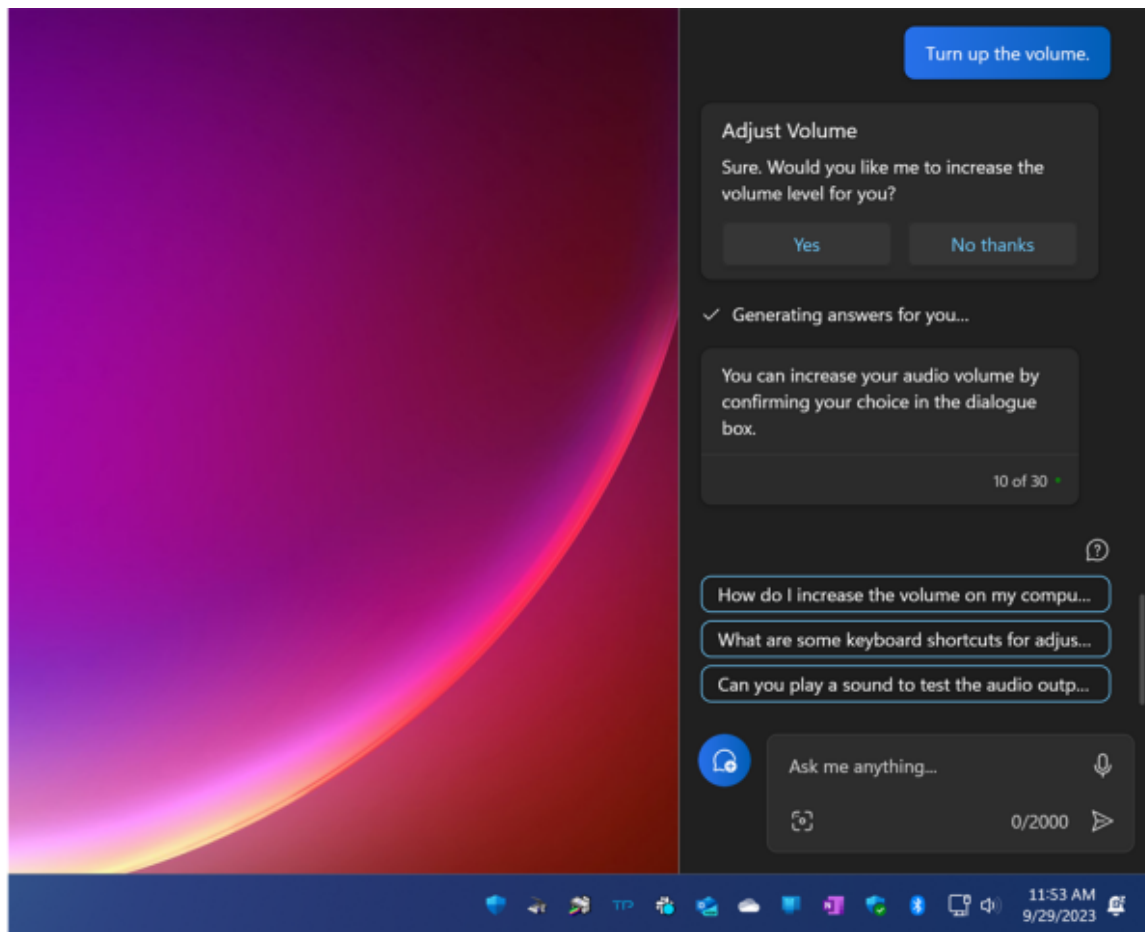 Turn up the volume.
Adjust Volume
Sure. Would you like me to increase the
volume level for you?
Yes
No thanks
Generating answers for you...
You can increase your audio volume by
confirming your choice in the dialogue
box.
10 of 30
How do I increase the volume on my compu...
What are some keyboard shortcuts for adjus...
Can you play a sound to test the audio outp...
Ask me anything...
0/2000
TP
11:53 AM
9/29/2023